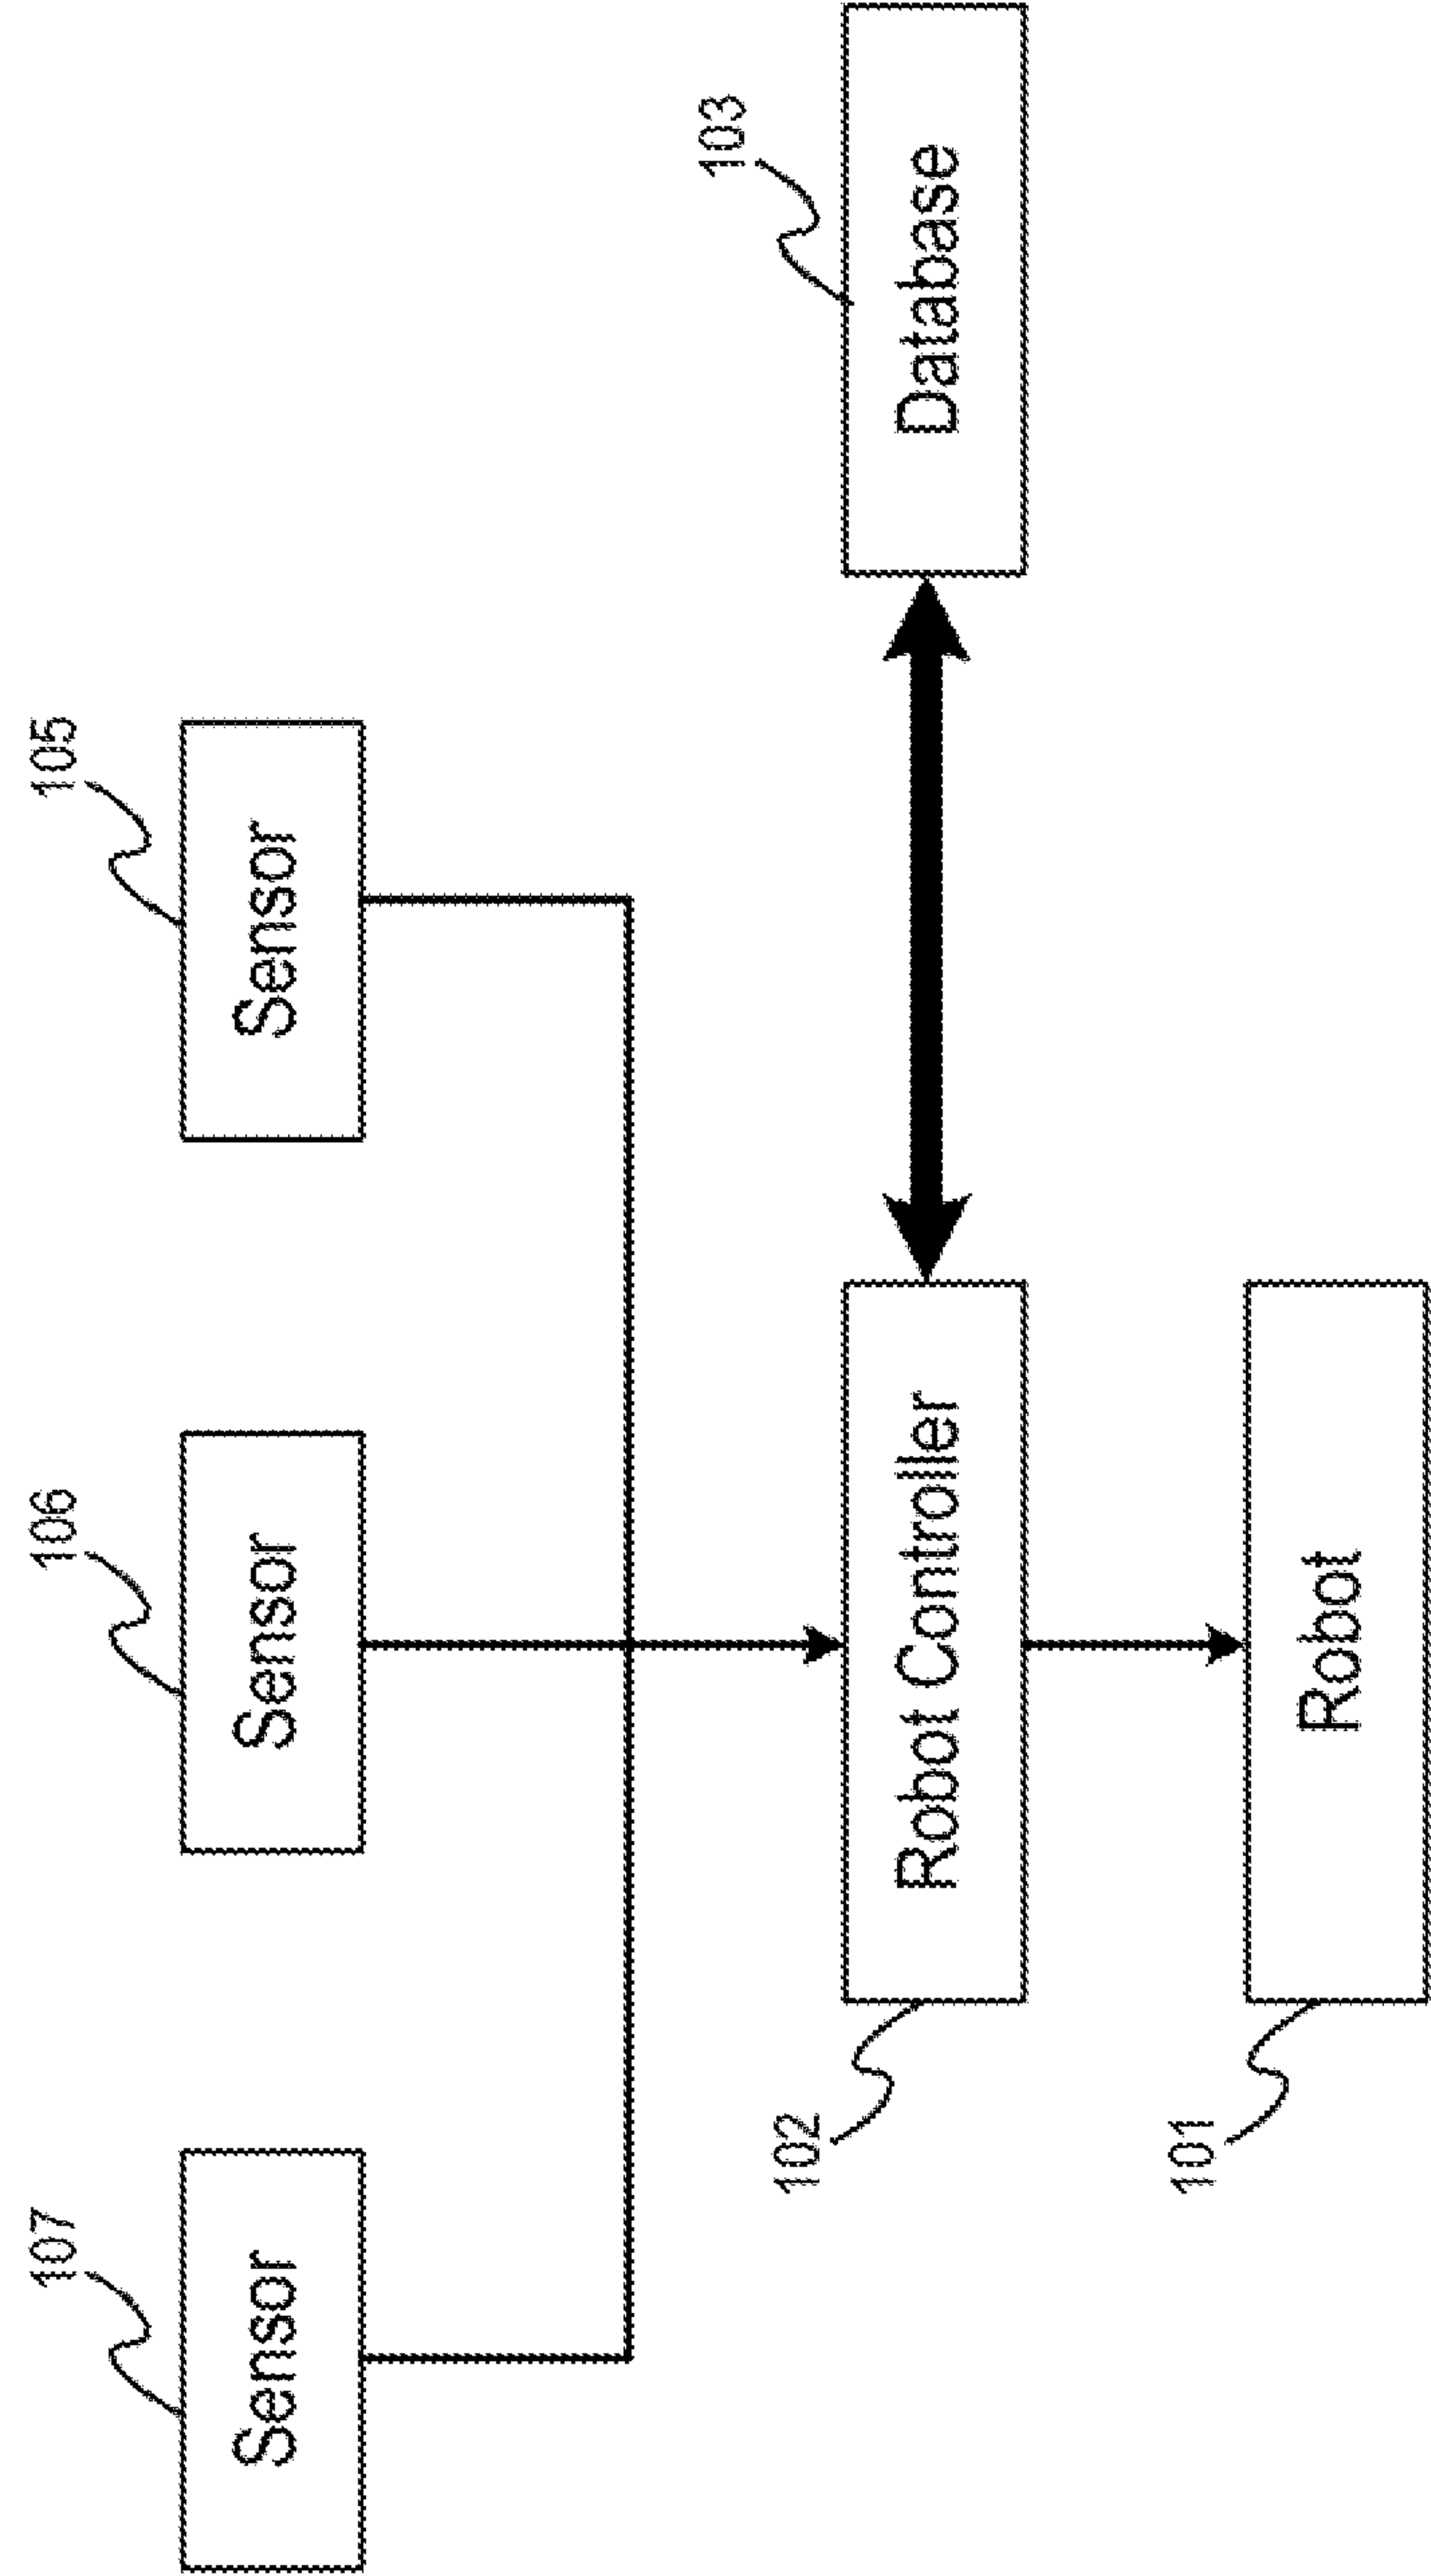 107
Sensor
106
Sensor
105
Sensor
102
Robot Controller
103
Database
101
Robot